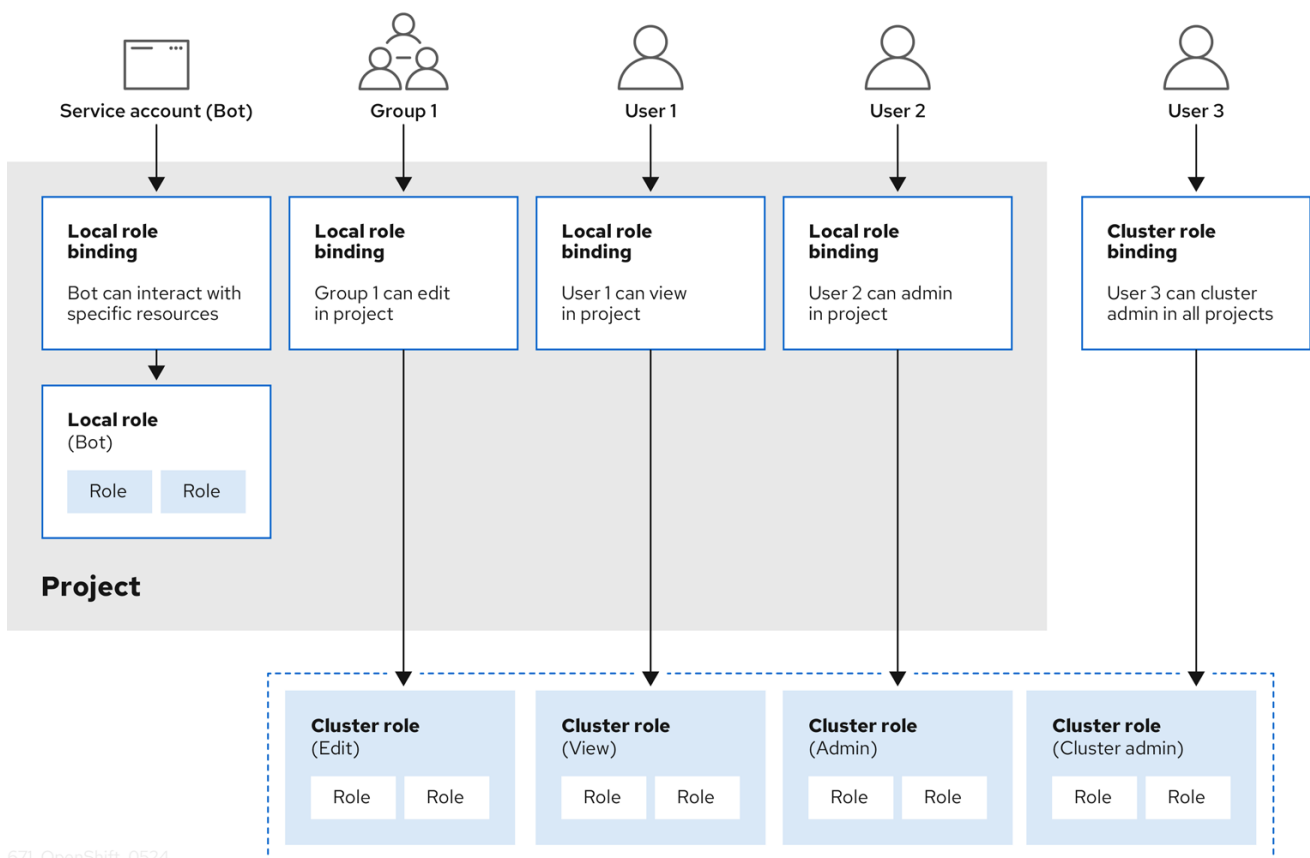 Service account (Bot)
Group 1
User 1
User 2
User 3
Local role
binding
Bot can interact with
specific resources
Local role
binding
Group 1 can edit
in project
Local role
binding
User 1 can view
in project
Local role
binding
User 2 can admin
in project
Cluster role
binding
User 3 can cluster
admin in all projects
Local role
(Bot)
Role
Role
Project
Cluster role
(Edit)
Role
Role
Cluster role
(View)
Role
Role
Cluster role
(Admin)
Role
Role
Cluster role
(Cluster admin)
Role
Role
671_OpenShift_0524